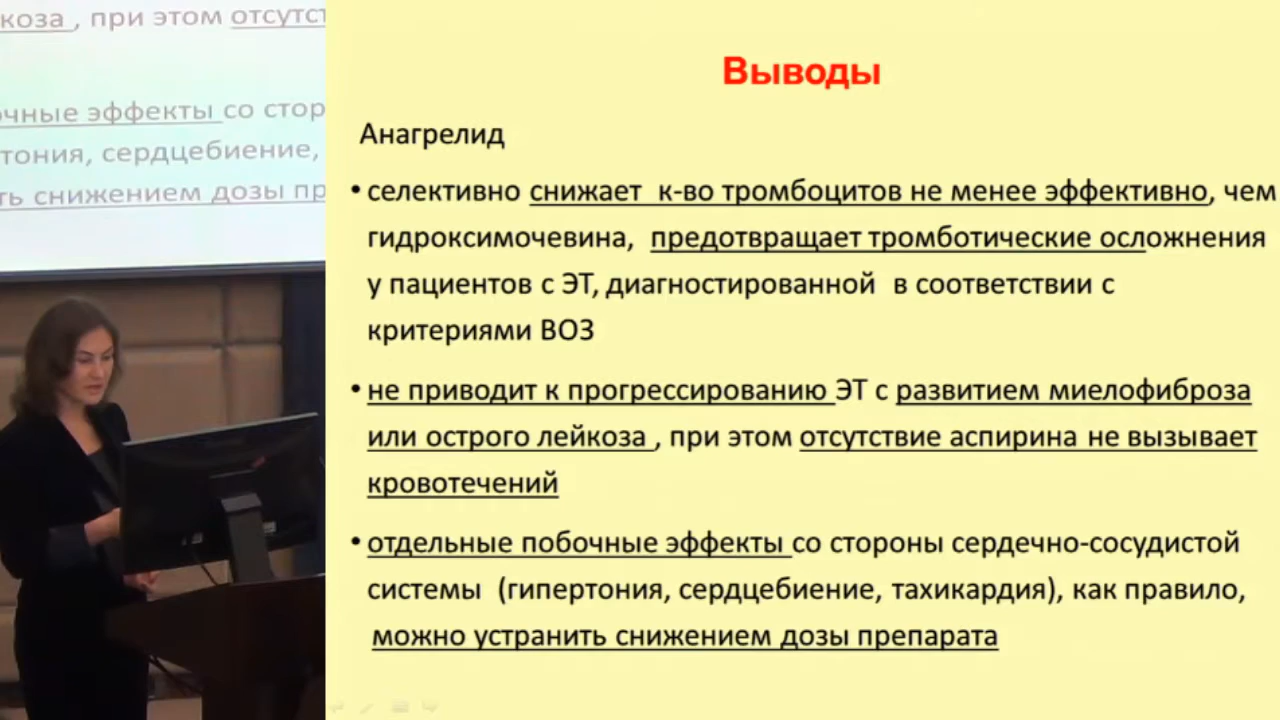 коза , при этом отсутст
очные эффекты со стор
тония, сердцебиение,
ть снижением дозы пр
Выводы
Анагрелид
• селективно снижает к-во тромбоцитов не менее эффективно, чем
гидроксимочевина, предотвращает тромботические осложнения
у пациентов с ЭТ, диагностированной в соответствии с
критериями ВОЗ
• не приводит к прогрессированию ЭТ с развитием миелофиброза
или острого лейкоза , при этом отсутствие аспирина не вызывает
кровотечений
• отдельные побочные эффекты со стороны сердечно-сосудистой
системы (гипертония, сердцебиение, тахикардия), как правило,
можно устранить снижением дозы препарата